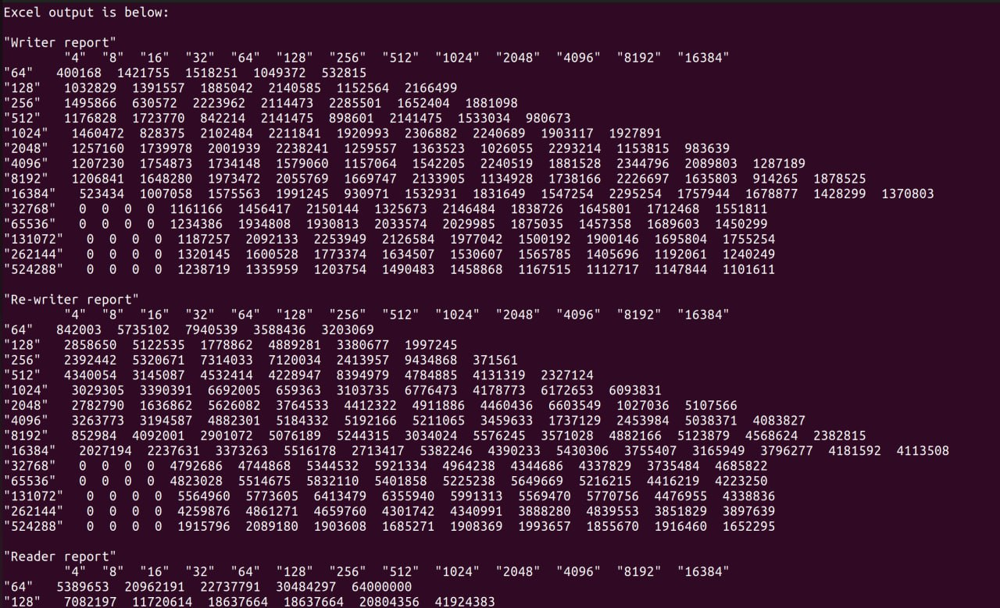 Excel output is below:
"Writer report"
"4" "8" "16" "32" "64" "128" "256" "512" "1024" "2048" "4096" "8192" "16384"
"64" 400168 1421755 1518251 1049372 532815
"128" 1032829 1391557 1885042 2140585 1152564 2166499
"256" 1495866 630572 2223962 2114473 2285501 1652404 1881098
"512" 1176828 1723770 842214 2141475 898601 2141475 1533034 980673
"1024" 1460472 828375 2102484 2211841 1920993 2306882 2240689 1903117 1927891
"2048" 1257160 1739978 2001939 2238241 1259557 1363523 1026055 2293214 1153815 983639
"4096" 1207230 1754873 1734148 1579060 1157064 1542205 2240519 1881528 2344796 2089803 1287189
"8192" 1206841 1648280 1973472 2055769 1669747 2133905 1134928 1738166 2226697 1635803 914265 1878525
"16384" 523434 1007058 1575563 1991245 930971 1532931 1831649 1547254 2295254 1757944 1678877 1428299 1370803
"32768" 0 0 0 0 1161166 1456417 2150144 1325673 2146484 1838726 1645801 1712468 1551811
"65536" 0 0 0 0 1234386 1934808 1930813 2033574 2029985 1875035 1457358 1689603 1450299
"131072" 0 0 0 0 1187257 2092133 2253949 2126584 1977042 1500192 1900146 1695804 1755254
"262144" 0 0 0 0 1320145 1600528 1773374 1634507 1530607 1565785 1405696 1192061 1240249
"524288" 0 0 0 0 1238719 1335959 1203754 1490483 1458868 1167515 1112717 1147844 1101611
"Re-writer report"
"4" "8" "16" "32" "64" "128" "256" "512" "1024" "2048" "4096" "8192" "16384"
"64" 842003 5735102 7940539 3588436 3203069
"128" 2858650 5122535 1778862 4889281 3380677 1997245
"256" 2392442 5320671 7314033 7120034 2413957 9434868 371561
"512" 4340054 3145087 4532414 4228947 8394979 4784885 4131319 2327124
"1024" 3029305 3390391 6692005 659363 3103735 6776473 4178773 6172653 6093831
"2048" 2782790 1636862 5626082 3764533 4412322 4911886 4460436 6603549 1027036 5107566
"4096" 3263773 3194587 4882301 5184332 5192166 5211065 3459633 1737129 2453984 5038371 4083827
"8192" 852984 4092001 2901072 5076189 5244315 3034024 5576245 3571028 4882166 5123879 4568624 2382815
"16384" 2027194 2237631 3373263 5516178 2713417 5382246 4390233 5430306 3755407 3165949 3796277 4181592 4113508
"32768" 0 0 0 0 4792686 4744868 5344532 5921334 4964238 4344686 4337829 3735484 4685822
"65536" 0 0 0 0 4823028 5514675 5832110 5401858 5225238 5649669 5216215 4416219 4223250
"131072" 0 0 0 0 5564960 5773605 6413479 6355940 5991313 5569470 5770756 4476955 4338836
"262144" 0 0 0 0 4259876 4861271 4659760 4301742 4340991 3888280 4839553 3851829 3897639
"524288" 0 0 0 0 1915796 2089180 1903608 1685271 1908369 1993657 1855670 1916460 1652295
"Reader report"
"4" "8" "16" "32" "64" "128" "256" "512" "1024" "2048" "4096" "8192" "16384"
"64" 5389653 20962191 22737791 30484297 64000000
"128" 7082197 11720614 18637664 18637664 20804356 41924383